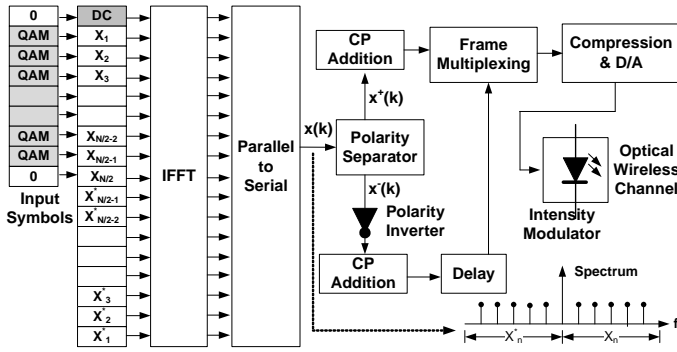 0
QAM
QAM
QAM
QAM
QAM
0
Input
Symbols
DC
X1
X2
X3
XN/2-2
XN/2-1
XN/2
X*N/2-1
X*N/2-2
X*3
X*2
X*1
IFFT
Parallel
to
Serial
x(k)
CP
Addition
x+(k)
Polarity
Separator
x-(k)
Polarity
Inverter
CP
Addition
Delay
Frame
Multiplexing
Compression
& D/A
Optical
Wireless
Channel
Intensity
Modulator
Spectrum
f
X*n
Xn